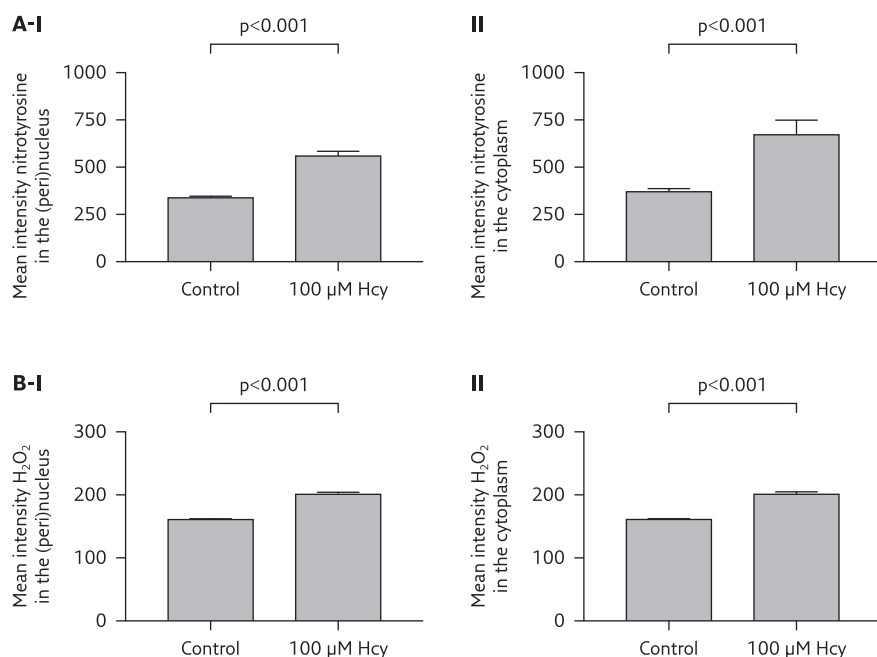 A-I
p<0.001
Mean intensity nitrotyrosine
in the (peri)nucleus
1000
750
500
250
0
Control
100 µM Hcy
II
p<0.001
Mean intensity nitrotyrosine
in the cytoplasm
1000
750
500
250
0
Control
100 µM Hcy
B-I
p<0.001
Mean intensity H₂O₂
in the (peri)nucleus
300
200
100
0
Control
100 µM Hcy
II
p<0.001
Mean intensity H₂O₂
in the cytoplasm
300
200
100
0
Control
100 µM Hcy